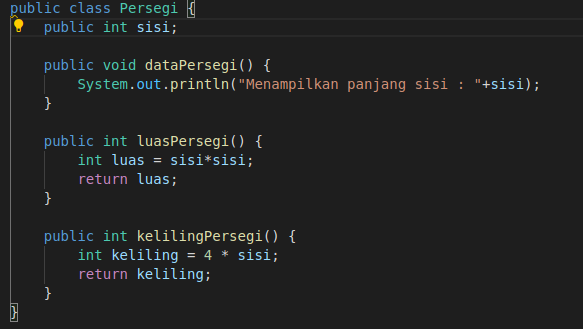 public class Persegi {
    public int sisi;

    public void dataPersegi() {
        System.out.println("Menampilkan panjang sisi : "+sisi);
    }

    public int luasPersegi() {
        int luas = sisi*sisi;
        return luas;
    }

    public int kelilingPersegi() {
        int keliling = 4 * sisi;
        return keliling;
    }
}